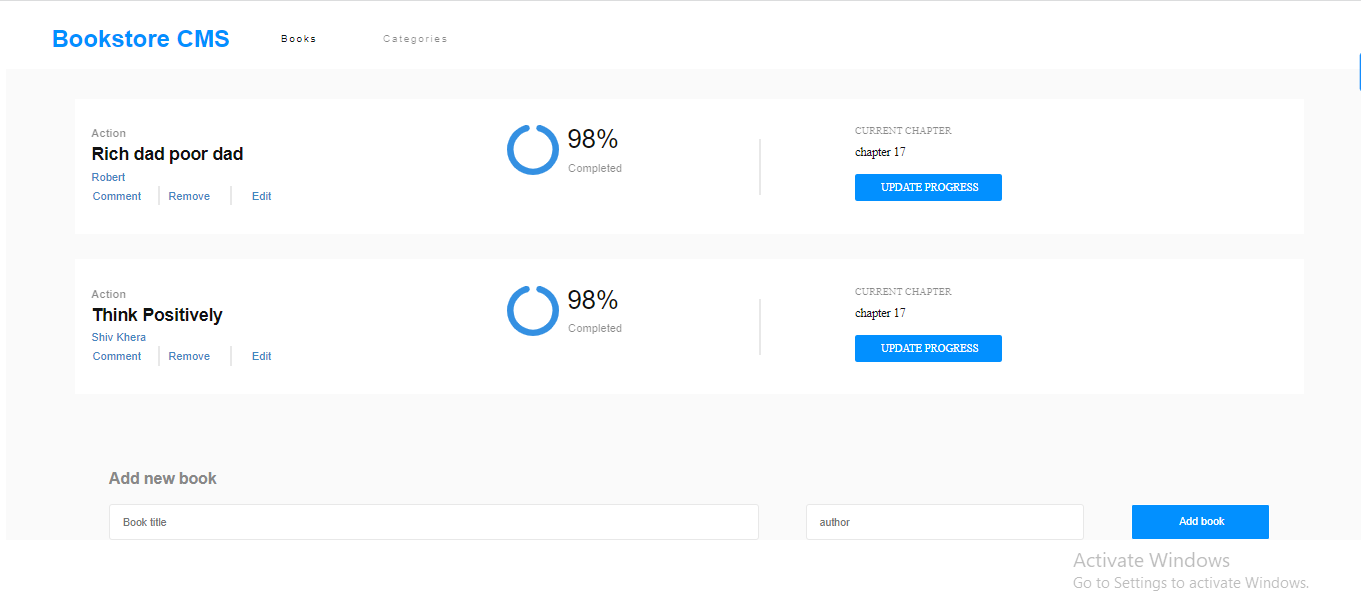 Bookstore CMS Books Categories
Action
Rich dad poor dad
Robert
Comment Remove Edit
98%
Completed
CURRENT CHAPTER
chapter 17
UPDATE PROGRESS
Action
Think Positively
Shiv Khera
Comment Remove Edit
98%
Completed
CURRENT CHAPTER
chapter 17
UPDATE PROGRESS
Add new book
Book title author Add book
Activate Windows
Go to Settings to activate Windows.